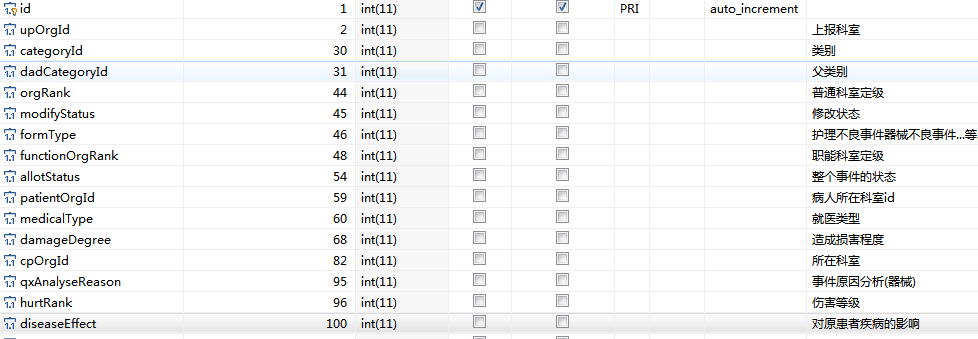 id 1 int(11) PRI auto_increment
upOrgId 2 int(11) 上报科室
categoryId 30 int(11) 类别
dadCategoryId 31 int(11) 父类别
orgRank 44 int(11) 普通科室定级
modifyStatus 45 int(11) 修改状态
formType 46 int(11) 护理不良事件器械不良事件...等
functionOrgRank 48 int(11) 职能科室定级
allotStatus 54 int(11) 整个事件的状态
patientOrgId 59 int(11) 病人所在科室id
medicalType 60 int(11) 就医类型
damageDegree 68 int(11) 造成损害程度
cpOrgId 82 int(11) 所在科室
qxAnalyseReason 95 int(11) 事件原因分析(器械)
hurtRank 96 int(11) 伤害等级
diseaseEffect 100 int(11) 对原患者疾病的影响